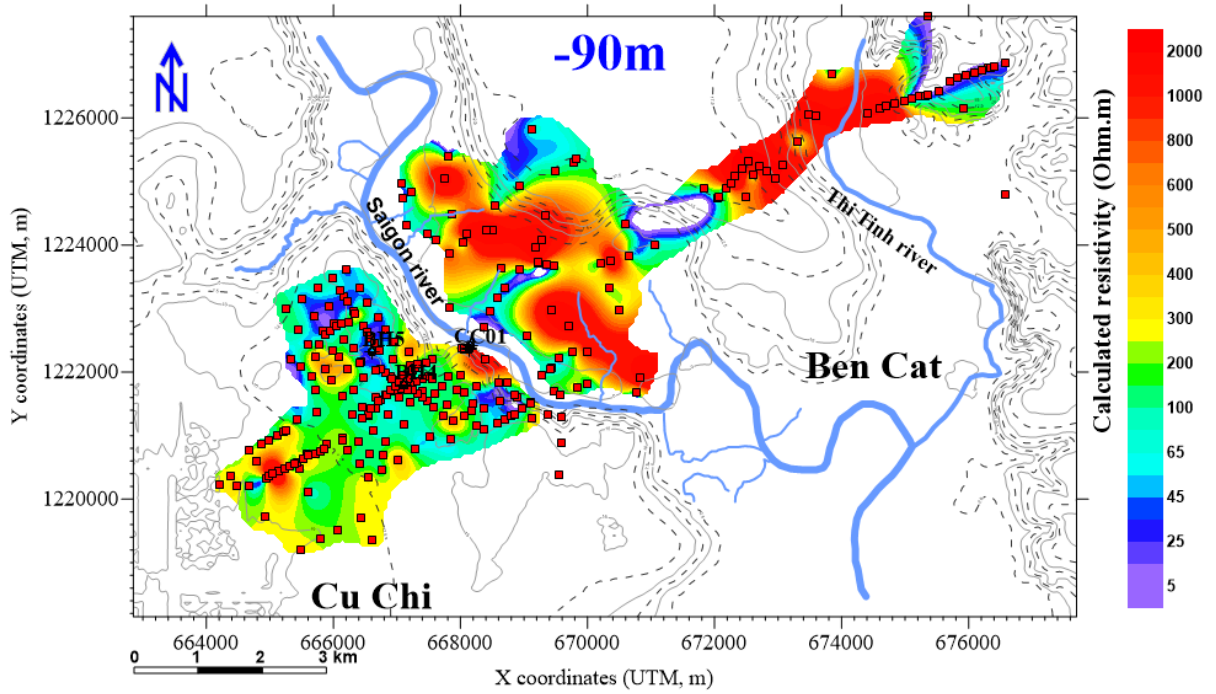 -90m
N
1226000
1224000
1222000
1220000
Y coordinates (UTM, m)
Saigon river
Thi Tinh river
BH5
CC01
Ben Cat
Cu Chi
664000 666000 668000 670000 672000 674000 676000
0 1 2 3 km
X coordinates (UTM, m)
Calculated resistivity (Ohm.m)
2000
1000
800
600
500
400
300
200
100
65
45
25
5